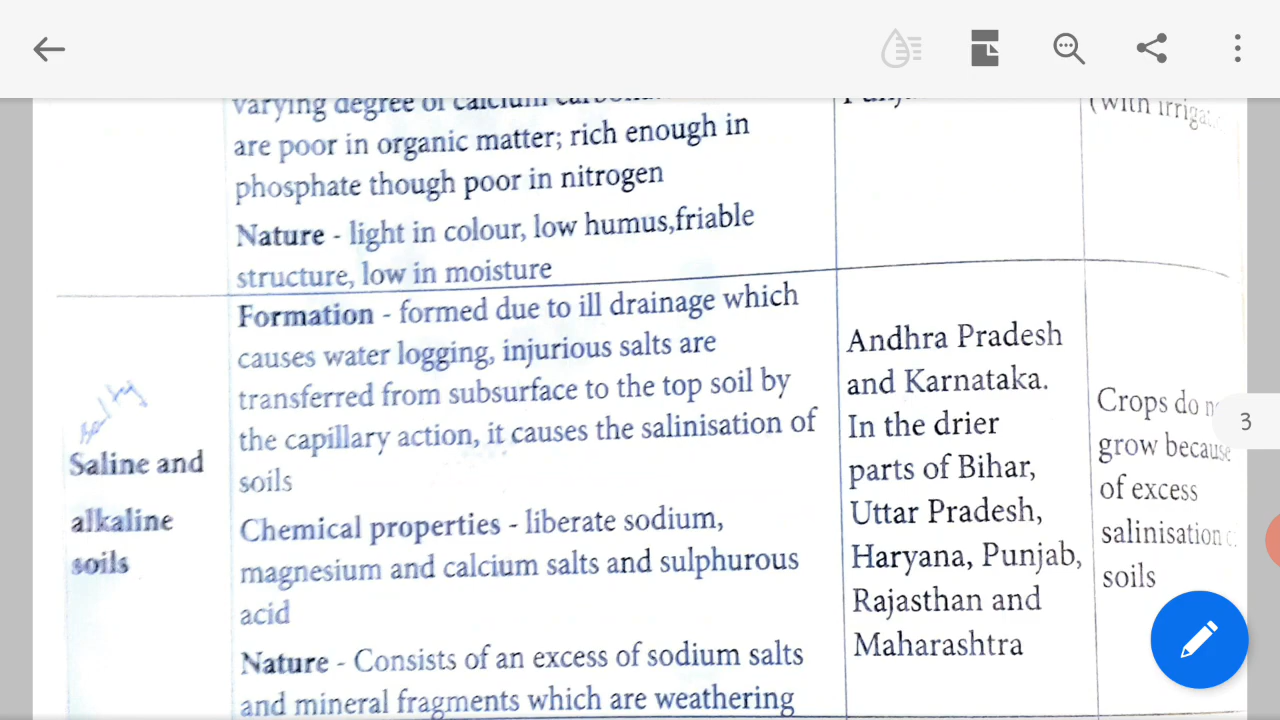 varying degree of calcium
are poor in organic matter; rich enough in
phosphate though poor in nitrogen
Nature - light in colour, low humus,friable
structure, low in moisture
(with
Saline and
alkaline
soils
Formation - formed due to ill drainage which
causes water logging, injurious salts are
transferred from subsurface to the top soil by
the capillary action, it causes the salinisation of
soils
Chemical properties - liberate sodium,
magnesium and calcium salts and sulphurous
acid
Nature - Consists of an excess of sodium salts
and mineral fragments which are weathering
Andhra Pradesh
and Karnataka.
In the drier
parts of Bihar,
Uttar Pradesh,
Haryana, Punjab,
Rajasthan and
Maharashtra
Crops do
grow because
of excess
salinisation
soils
3